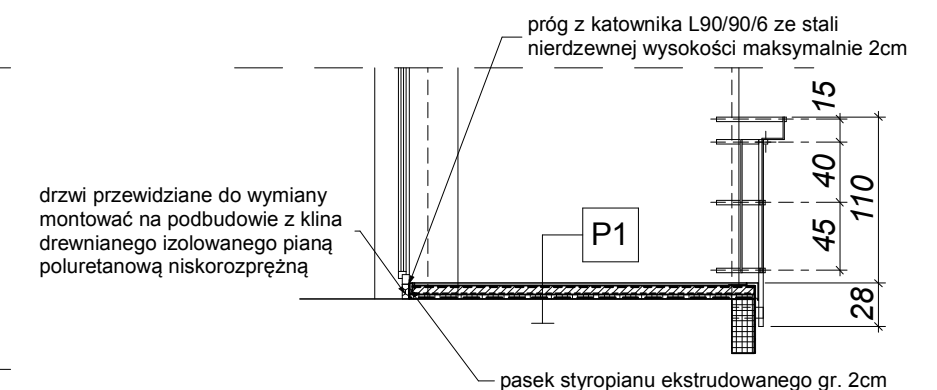 próg z katownika L90/90/6 ze stali
nierdzewnej wysokości maksymalnie 2cm
15
40
110
45
28
drzwi przewidziane do wymiany
montować na podbudowie z klina
drewnianego izolowanego pianą
poluretanową niskorozprężną
P1
pasek styropianu ekstrudowanego gr. 2cm